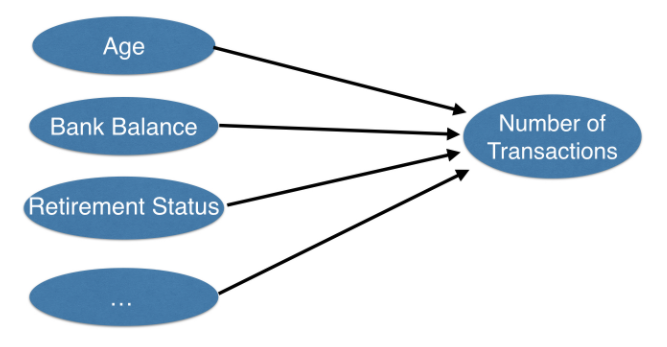 Age
Bank Balance
Number of
Transactions
Retirement Status
...